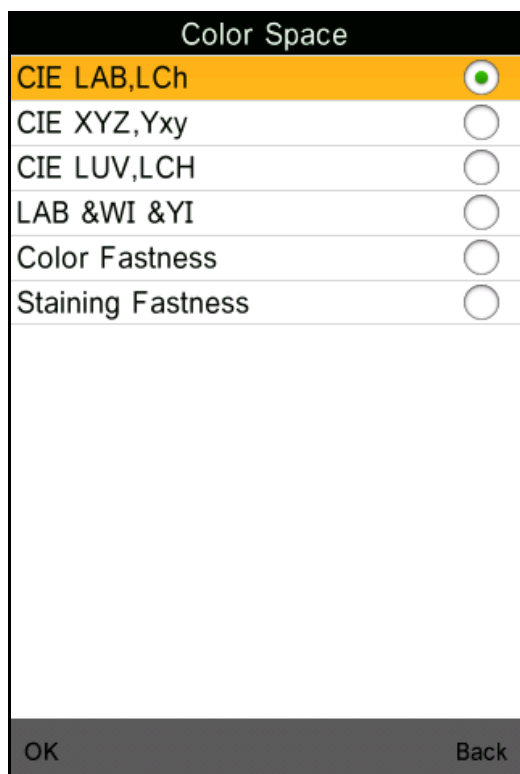 Color Space
CIE LAB,LCh
CIE XYZ,Yxy
CIE LUV,LCH
LAB &WI &YI
Color Fastness
Staining Fastness
OK Back